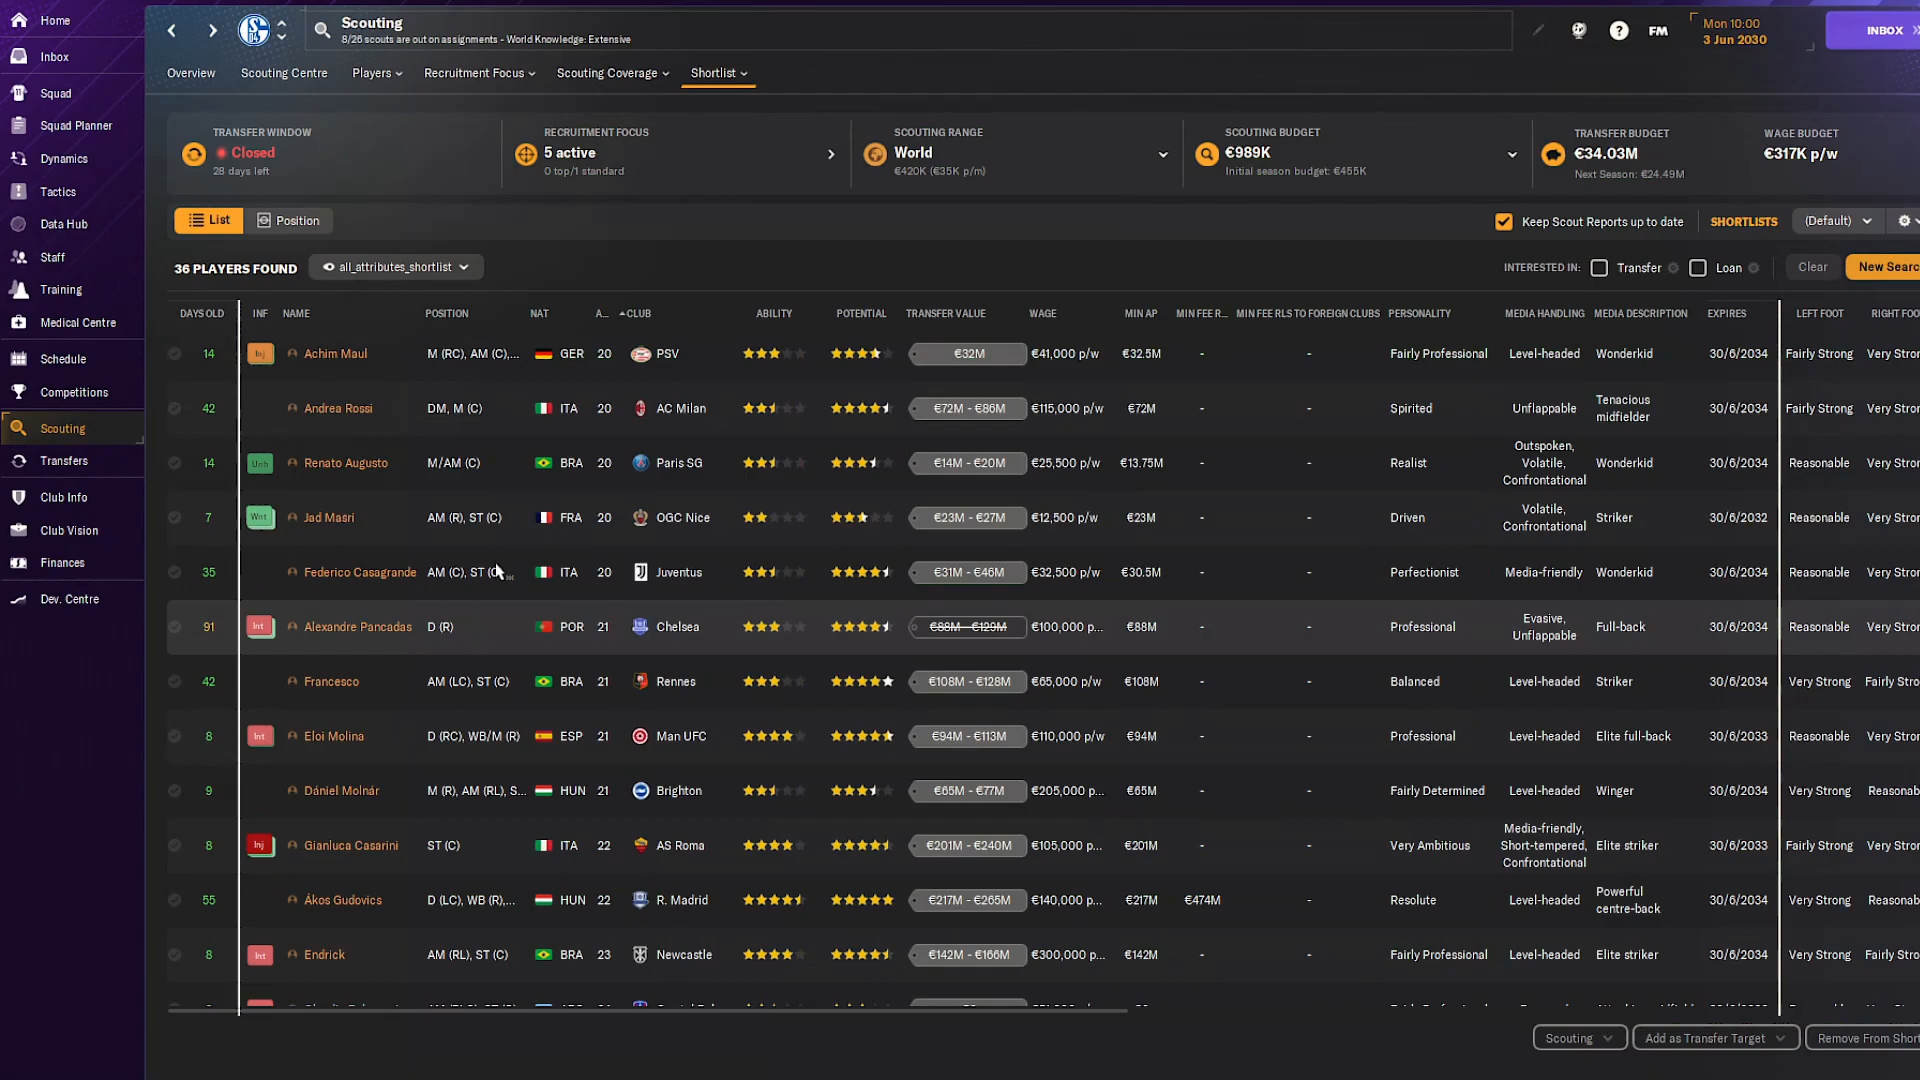 Home
Inbox
Squad
Squad Planner
Dynamics
Tactics
Data Hub
Staff
Training
Medical Centre
Schedule
Competitions
Scouting
Transfers
Club Info
Club Vision
Finances
Dev. Centre
Scouting
8/26 scouts are out on assignments - World Knowledge: Extensive
FM
Mon 10:00
3 Jun 2030
INBOX
Overview Scouting Centre Players Recruitment Focus Scouting Coverage Shortlist
TRANSFER WINDOW
Closed
28 days left
RECRUITMENT FOCUS
5 active
0 top/1 standard
SCOUTING RANGE
World
€420K (€35K p/m)
SCOUTING BUDGET
€989K
Initial season budget: €455K
TRANSFER BUDGET
€34.03M
Next Season: €24.49M
WAGE BUDGET
€317K p/w
List Position
Keep Scout Reports up to date SHORTLISTS (Default)
36 PLAYERS FOUND all_attributes_shortlist
INTERESTED IN: Transfer Loan Clear New Searc
DAYS OLD INF NAME POSITION NAT A... CLUB ABILITY POTENTIAL TRANSFER VALUE WAGE MIN AP MIN FEE R... MIN FEE RLS TO FOREIGN CLUBS PERSONALITY MEDIA HANDLING MEDIA DESCRIPTION EXPIRES LEFT FOOT RIGHT FOO
14 Inj Achim Maul M (RC), AM (C),... GER 20 PSV €32M €41,000 p/w €32.5M - - Fairly Professional Level-headed Wonderkid 30/6/2034 Fairly Strong Very Stron
42 Andrea Rossi DM, M (C) ITA 20 AC Milan €72M - €86M €115,000 p/w €72M - - Spirited Unflappable Tenacious midfielder 30/6/2034 Fairly Strong Very Stron
14 Unh Renato Augusto M/AM (C) BRA 20 Paris SG €14M - €20M €25,500 p/w €13.75M - - Realist Outspoken, Volatile, Confrontational Wonderkid 30/6/2034 Reasonable Very Stron
7 Wnt Jad Masri AM (R), ST (C) FRA 20 OGC Nice €23M - €27M €12,500 p/w €23M - - Driven Volatile, Confrontational Striker 30/6/2032 Reasonable Very Stron
35 Federico Casagrande AM (C), ST (C) ITA 20 Juventus €31M - €46M €32,500 p/w €30.5M - - Perfectionist Media-friendly Wonderkid 30/6/2034 Reasonable Very Stron
91 Int Alexandre Pancadas D (R) POR 21 Chelsea €88M - €129M €100,000 p... €88M - - Professional Evasive, Unflappable Full-back 30/6/2034 Reasonable Very Stron
42 Francesco AM (LC), ST (C) BRA 21 Rennes €108M - €128M €65,000 p/w €108M - - Balanced Level-headed Striker 30/6/2034 Very Strong Fairly Stro
8 Int Eloi Molina D (RC), WB/M (R) ESP 21 Man UFC €94M - €113M €110,000 p/w €94M - - Professional Level-headed Elite full-back 30/6/2033 Reasonable Very Stron
9 Dániel Molnár M (R), AM (RL), S... HUN 21 Brighton €65M - €77M €205,000 p... €65M - - Fairly Determined Level-headed Winger 30/6/2034 Very Strong Reasonab
8 Inj Gianluca Casarini ST (C) ITA 22 AS Roma €201M - €240M €105,000 p... €201M - - Very Ambitious Media-friendly, Short-tempered, Confrontational Elite striker 30/6/2033 Fairly Strong Very Stron
55 Ákos Gudovics D (LC), WB (R),... HUN 22 R. Madrid €217M - €265M €140,000 p... €217M €474M - Resolute Level-headed Powerful centre-back 30/6/2034 Very Strong Reasonab
8 Int Endrick AM (RL), ST (C) BRA 23 Newcastle €142M - €166M €300,000 p... €142M - - Fairly Professional Level-headed Elite striker 30/6/2034 Very Strong Fairly Stro
Scouting Add as Transfer Target Remove From Short